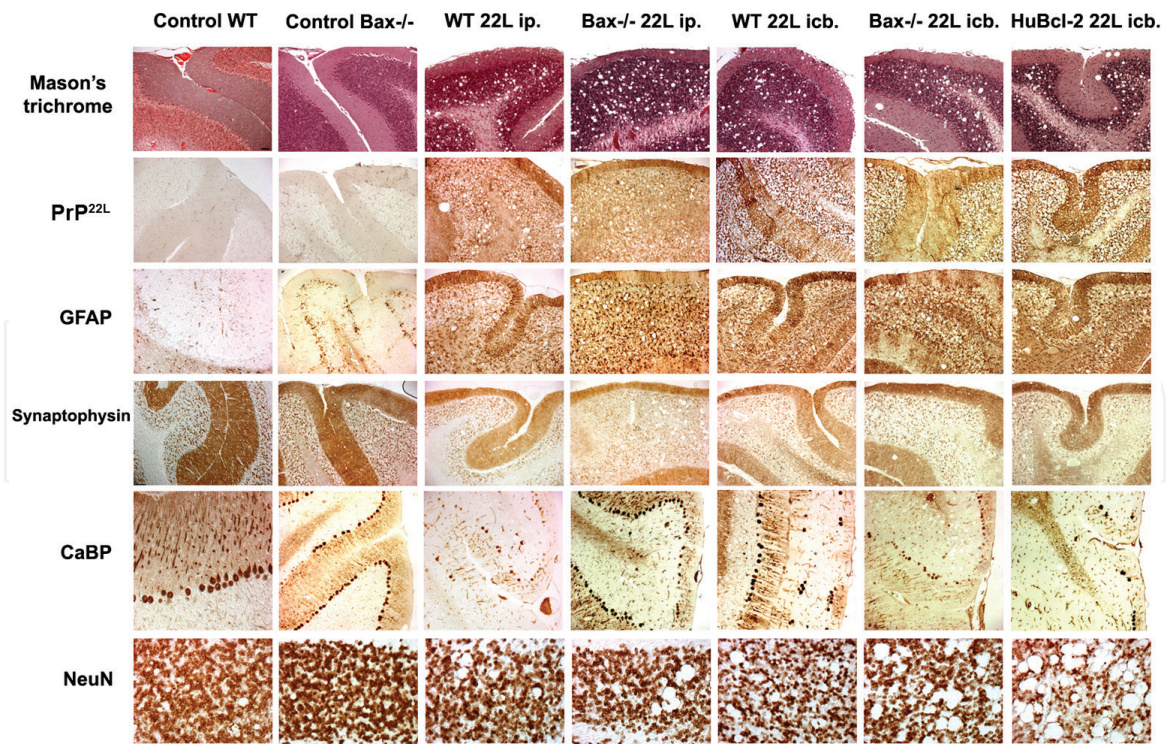 Control WT Control Bax-/- WT 22L ip. Bax-/- 22L ip. WT 22L icb. Bax-/- 22L icb. HuBcl-2 22L icb.
Mason's
trichrome
PrP22L
GFAP
Synaptophysin
CaBP
NeuN